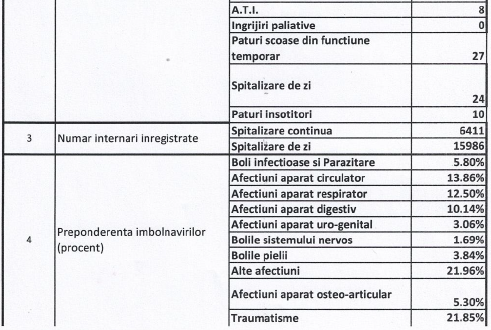 A.T.I. 8
Ingrijiri paliative 0
Paturi scoase din functiune
temporar 27
Spitalizare de zi
24
Paturi insotitori 10
3 Numar internari inregistrate
Spitalizare continua 6411
Spitalizare de zi 15986
4 Preponderenta imbolnavirilor
(procent)
Boli infectioase si Parazitare 5.80%
Afectiuni aparat circulator 13.86%
Afectiuni aparat respirator 12.50%
Afectiuni aparat digestiv 10.14%
Afectiuni aparat uro-genital 3.06%
Bolile sistemului nervos 1.69%
Bolile pielii 3.84%
Alte afectiuni 21.96%
Afectiuni aparat osteo-articular
5.30%
Traumatisme 21.85%